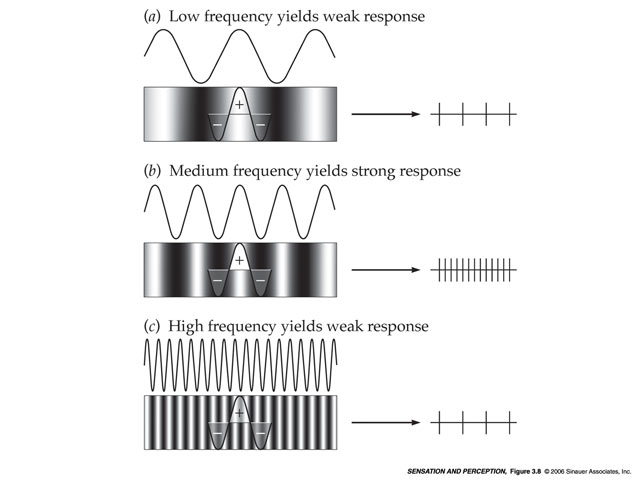 (a) Low frequency yields weak response
+
– –
(b) Medium frequency yields strong response
+
– –
(c) High frequency yields weak response
+
– –
SENSATION AND PERCEPTION, Figure 3.8 © 2006 Sinauer Associates, Inc.